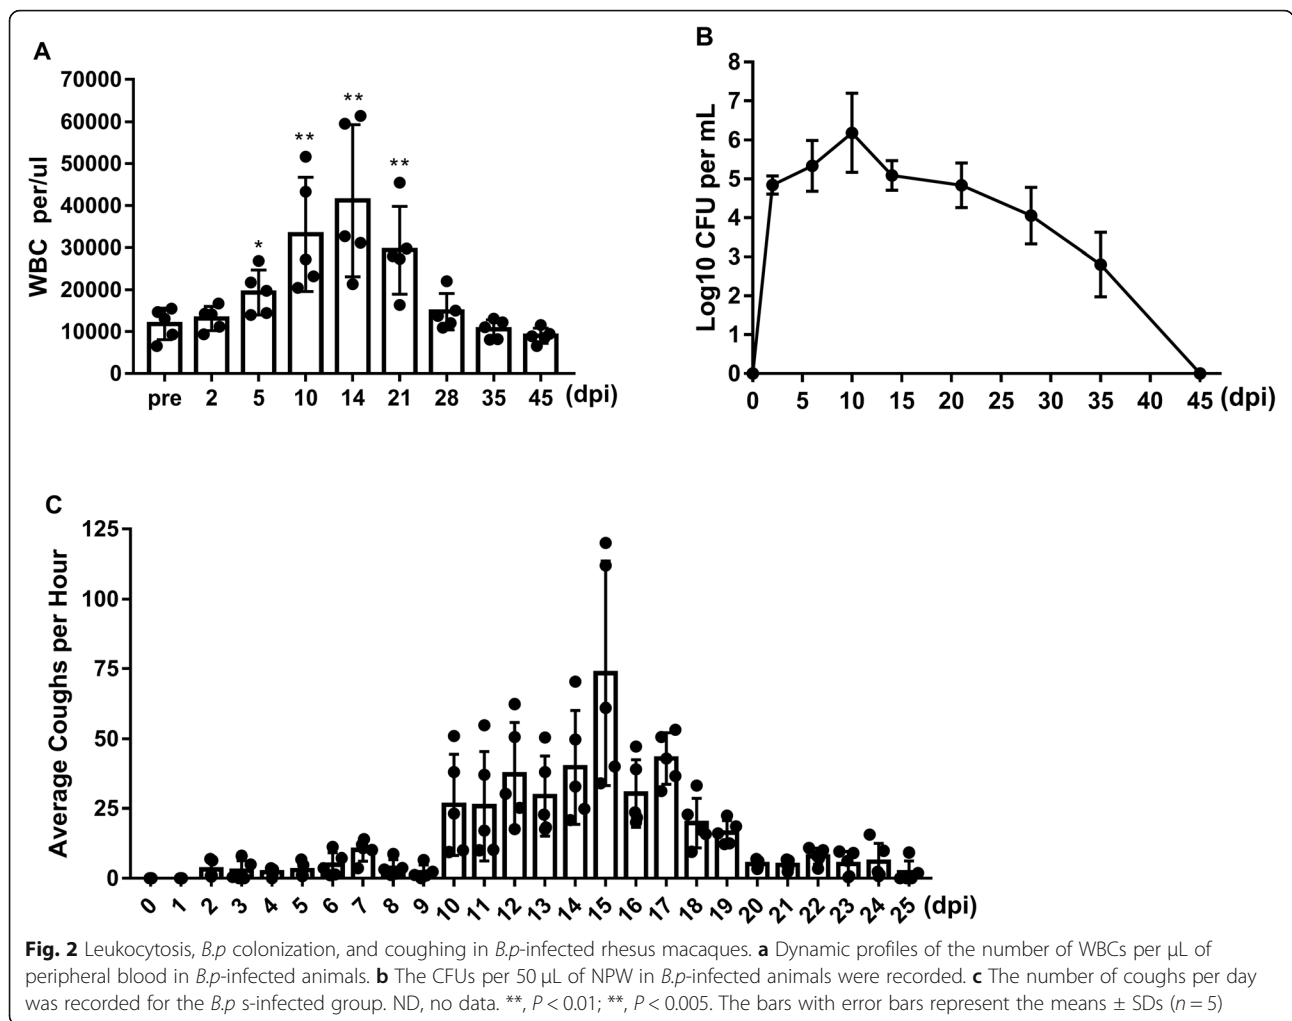 A
70000
60000
50000
40000
30000
20000
10000
0
WBC per/ul
* ** ** **
pre 2 5 10 14 21 28 35 45 (dpi)
B
8
7
6
5
4
3
2
1
0
Log10 CFU per mL
0 5 10 15 20 25 30 35 40 45 (dpi)
C
125
100
75
50
25
0
Average Coughs per Hour
0 1 2 3 4 5 6 7 8 9 10 11 12 13 14 15 16 17 18 19 20 21 22 23 24 25 (dpi)
Fig. 2 Leukocytosis, B.p colonization, and coughing in B.p-infected rhesus macaques. a Dynamic profiles of the number of WBCs per μL of
peripheral blood in B.p-infected animals. b The CFUs per 50 μL of NPW in B.p-infected animals were recorded. c The number of coughs per day
was recorded for the B.p s-infected group. ND, no data. **, P < 0.01; **, P < 0.005. The bars with error bars represent the means ± SDs (n = 5)